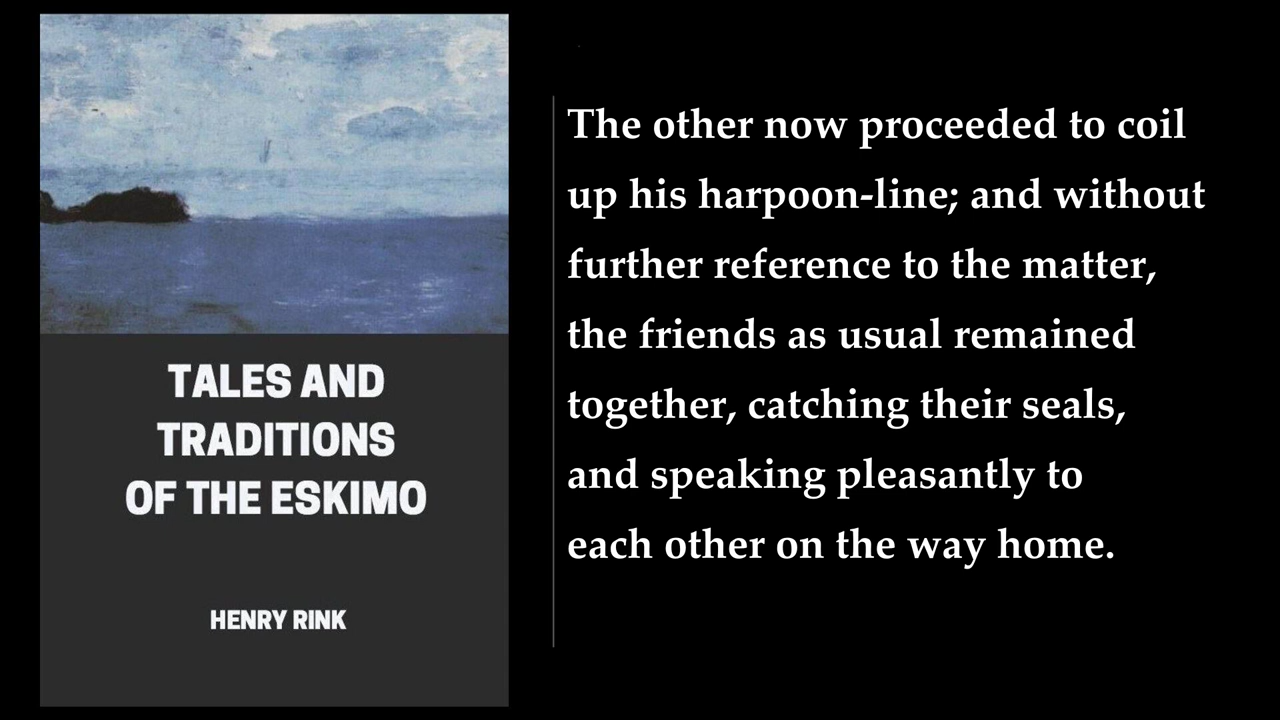 TALES AND
TRADITIONS
OF THE ESKIMO
HENRY RINK
The other now proceeded to coil
up his harpoon-line; and without
further reference to the matter,
the friends as usual remained
together, catching their seals,
and speaking pleasantly to
each other on the way home.